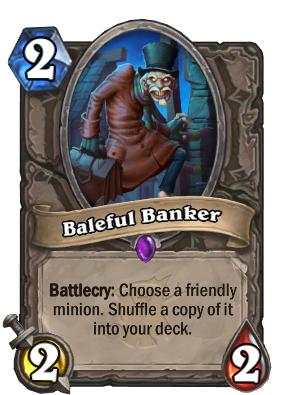 2
Baleful Banker
Battlecry: Choose a friendly
minion. Shuffle a copy of it
into your deck.
2
2